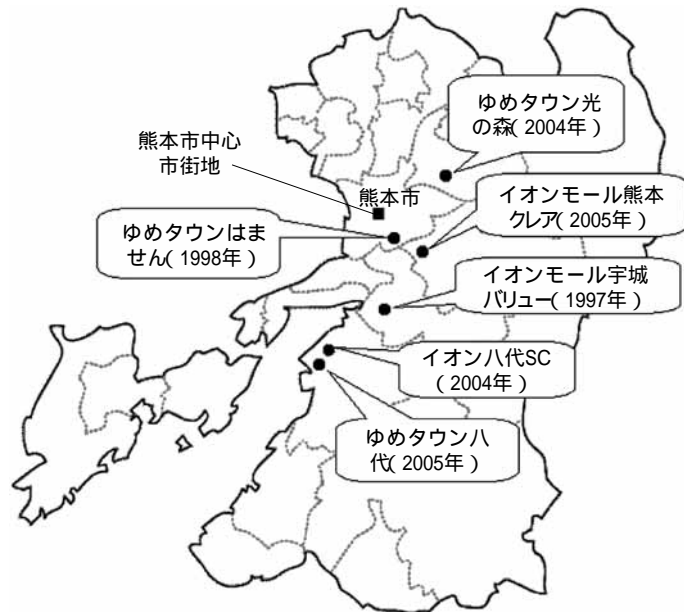 ゆめタウン光
の森(2004年)
熊本市中心
市街地
熊本市
イオンモール熊本
クレア(2005年)
ゆめタウンはま
せん(1998年)
イオンモール宇城
バリュー(1997年)
イオン八代SC
(2004年)
ゆめタウン八
代(2005年)